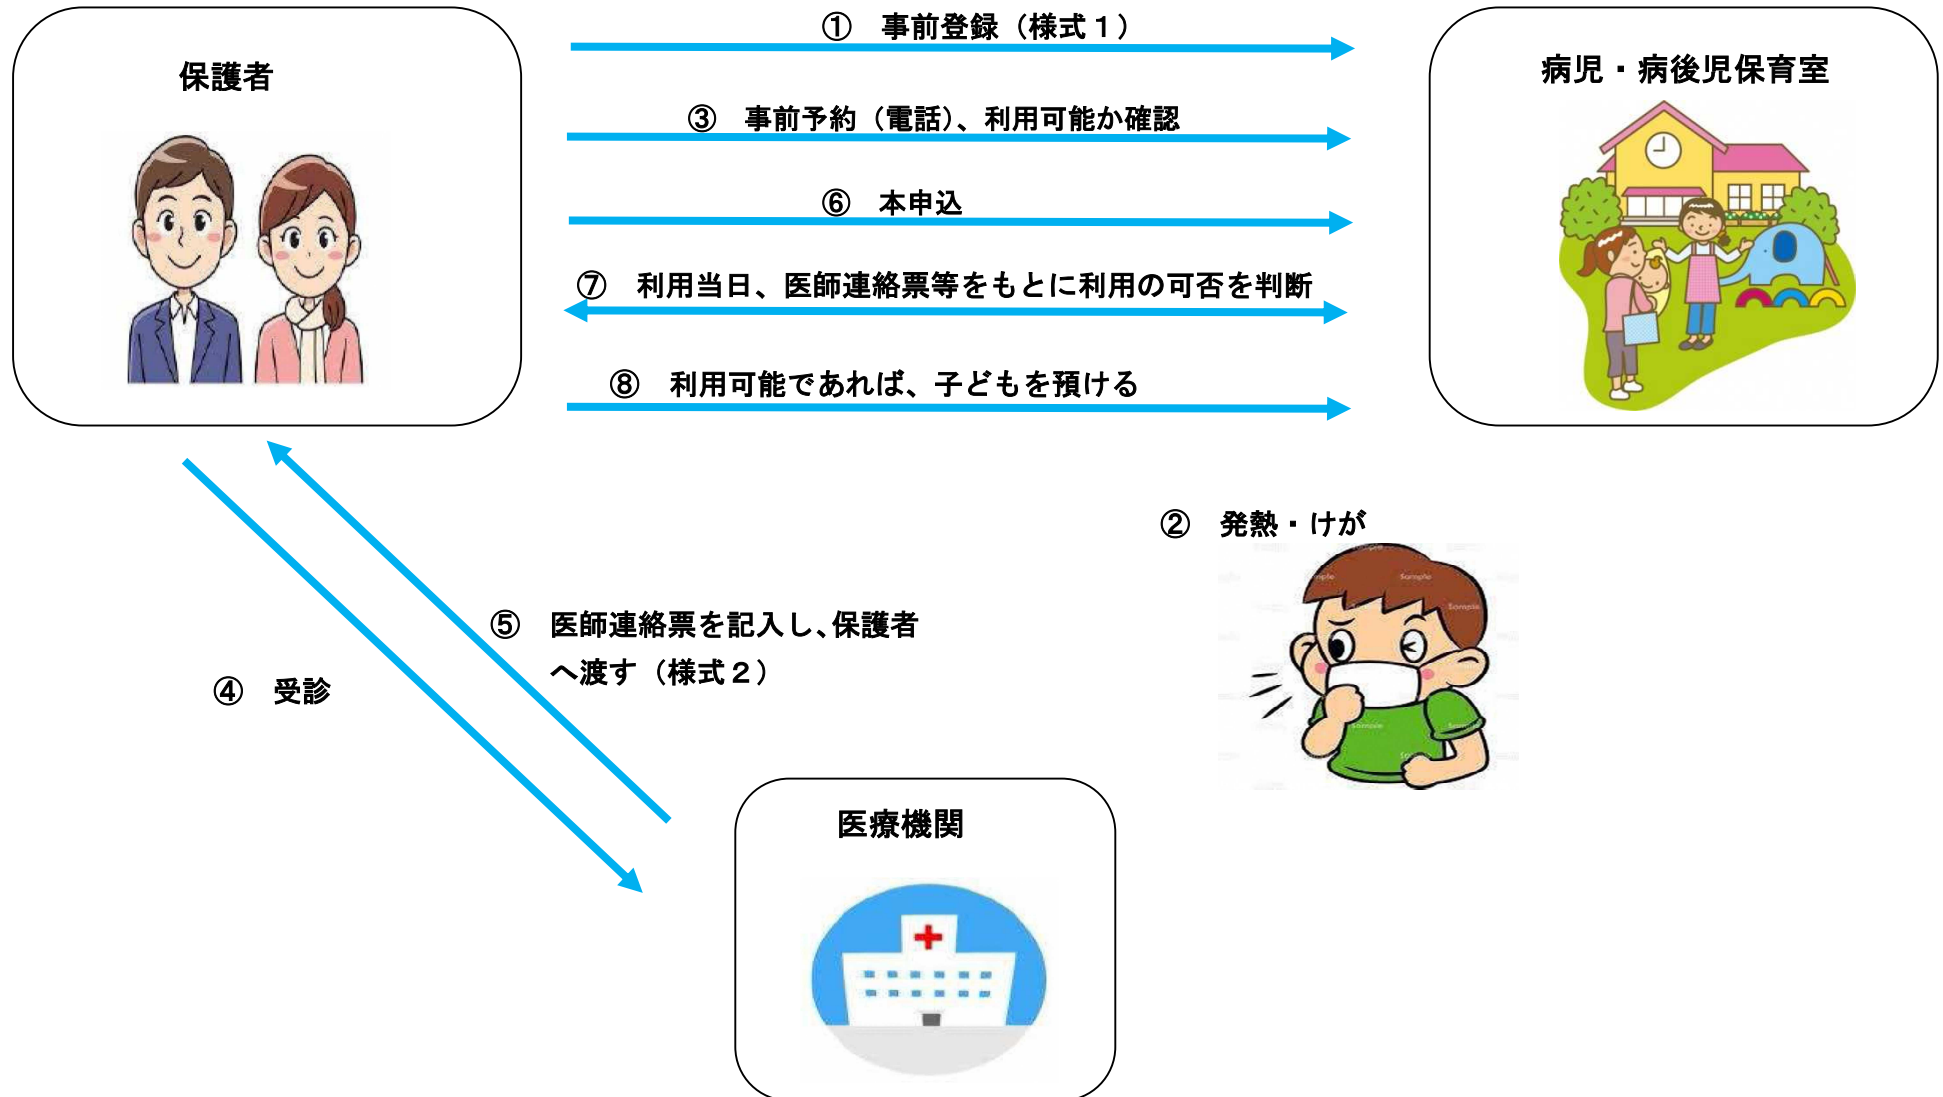 保護者
① 事前登録（様式１）
病児・病後児保育室
③ 事前予約（電話）、利用可能か確認
⑥ 本申込
⑦ 利用当日、医師連絡票等をもとに利用の可否を判断
⑧ 利用可能であれば、子どもを預ける
② 発熱・けが
Sample
Sample
Sample
Sample
⑤ 医師連絡票を記入し、保護者
へ渡す（様式２）
④ 受診
医療機関